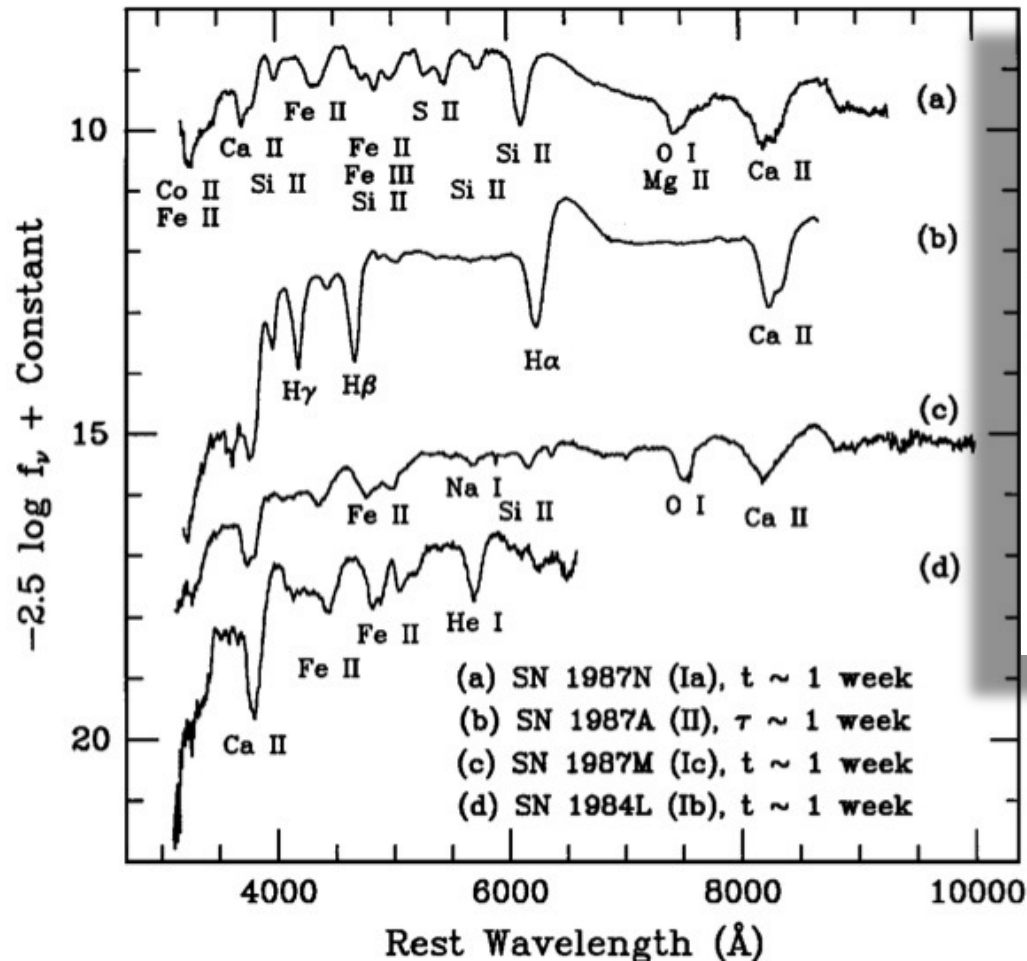 (a)
10
Fe II
S II
Ca II
Si II
Fe II
Fe III
Si II
Si II
Si II
O I
Mg II
Ca II
Co II
Fe II
(b)
Hγ
Hβ
Hα
Ca II
(c)
15
Fe II
Na I
Si II
O I
Ca II
(d)
Fe II
Fe II
He I
Ca II
20
(a) SN 1987N (Ia), t ~ 1 week
(b) SN 1987A (II), τ ~ 1 week
(c) SN 1987M (Ic), t ~ 1 week
(d) SN 1984L (Ib), t ~ 1 week
−2.5 log fν + Constant
4000 6000 8000 10000
Rest Wavelength (Å)